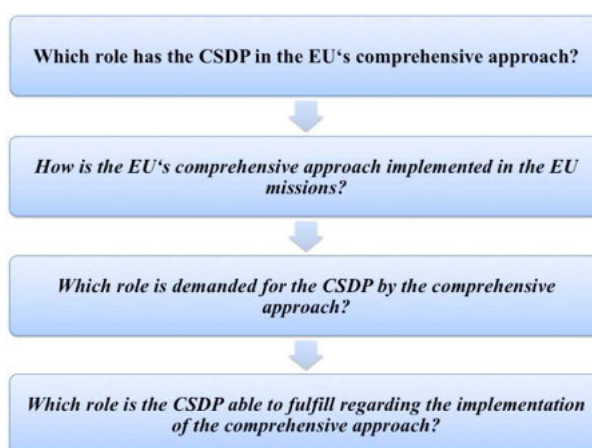 Which role has the CSDP in the EU‘s comprehensive approach?
How is the EU‘s comprehensive approach implemented in the EU
missions?
Which role is demanded for the CSDP by the comprehensive
approach?
Which role is the CSDP able to fulfill regarding the implementation
of the comprehensive approach?